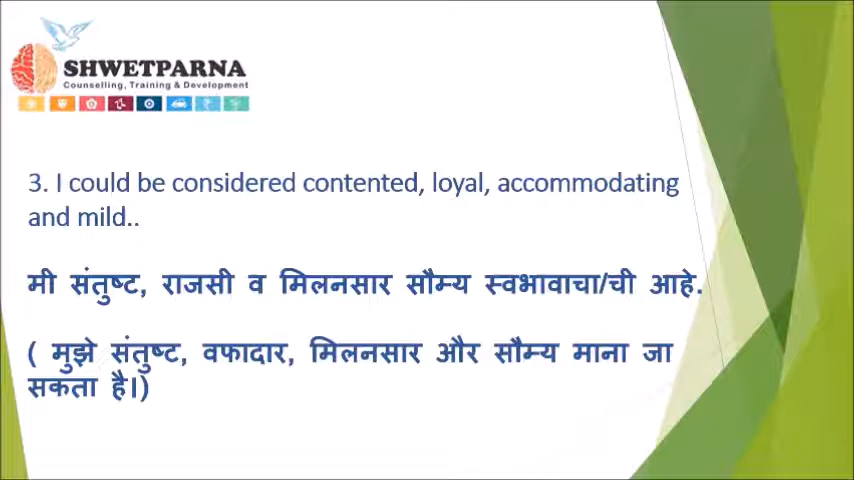 SHWETPARNA
Counselling, Training & Development
3. I could be considered contented, loyal, accommodating
and mild..
मी संतुष्ट, राजसी व मिलनसार सौम्य स्वभावाचा/ची आहे.
( मुझे संतुष्ट, वफादार, मिलनसार और सौम्य माना जा
सकता है।)